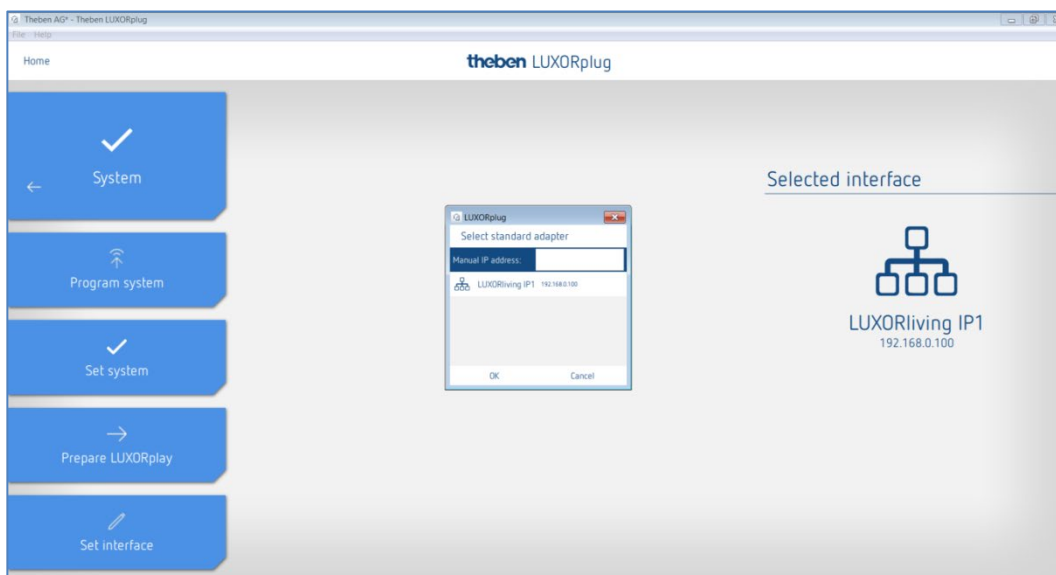 Theben AG* - Theben LUXORplug
File Help
Home
theben LUXORplug
System
Program system
Set system
Prepare LUXORplay
Set interface
LUXORplug
Select standard adapter
Manual IP address:
LUXORliving IP1 192.168.0.100
OK Cancel
Selected interface
LUXORliving IP1
192.168.0.100